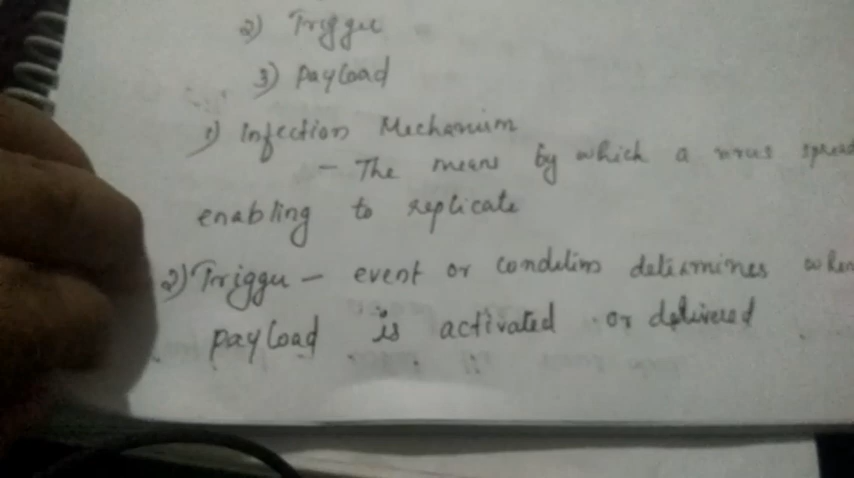 2) Trigger
3) Payload
1) Infection Mechanism
- The means by which a virus spread
enabling to replicate
2) Trigger - event or condition determines when
payload is activated or delivered